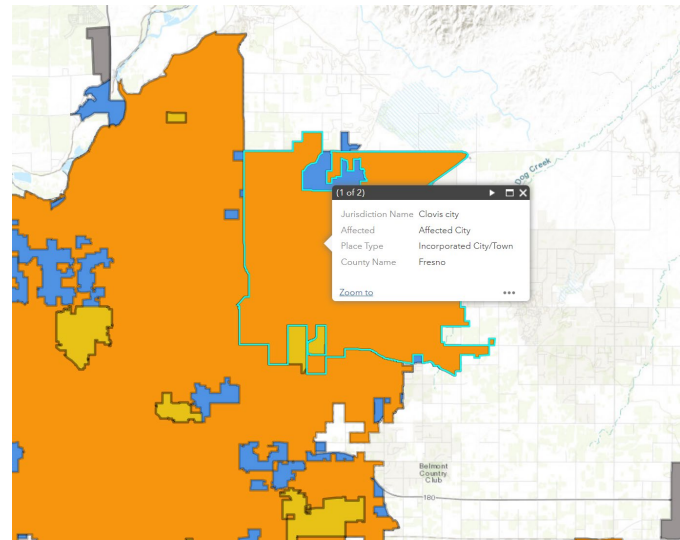 Dog Creek
(1 of 2)
Jurisdiction Name Clovis city
Affected Affected City
Place Type Incorporated City/Town
County Name Fresno
Zoom to
Belmont
Country
Club
180